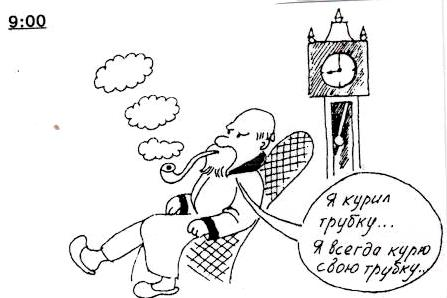 9:00
Я курил
трубку...
Я всегда курю
свою трубку...